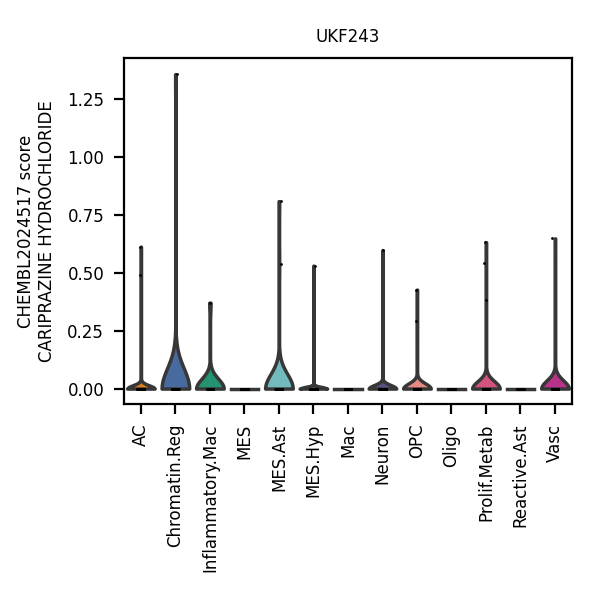 UKF243
CHEMBL2024517 score
CARIPRAZINE HYDROCHLORIDE
1.25
1.00
0.75
0.50
0.25
0.00
AC
Chromatin.Reg
Inflammatory.Mac
MES
MES.Ast
MES.Hyp
Mac
Neuron
OPC
Oligo
Prolif.Metab
Reactive.Ast
Vasc